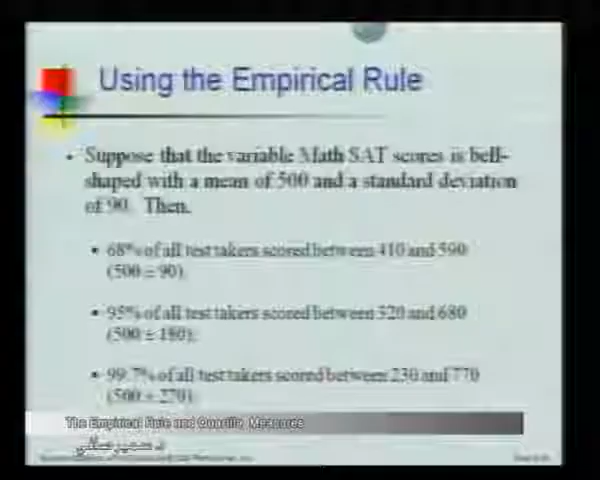 Using the Empirical Rule
• Suppose that the variable Math SAT scores is bell-
shaped with a mean of 500 and a standard deviation
of 90. Then,
• 68% of all test takers scored between 410 and 590
(500 ± 90).
• 95% of all test takers scored between 320 and 680
(500 ± 180).
• 99.7% of all test takers scored between 230 and 770
(500 ± 270).
The Empirical Rule and Quartile Measures